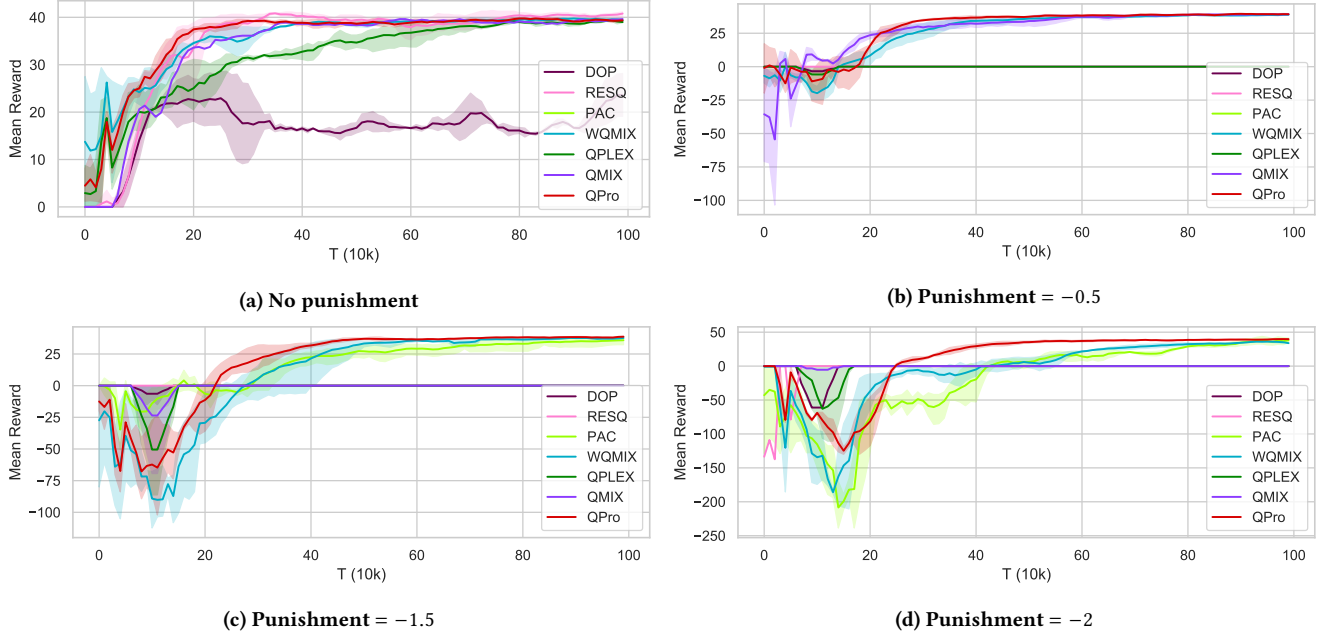 40
30
20
10
0
Mean Reward
DOP
RESQ
PAC
WQMIX
QPLEX
QMIX
QPro
0
20
40
60
80
100
T (10k)
(a) No punishment
25
0
−25
−50
−75
−100
Mean Reward
DOP
RESQ
PAC
WQMIX
QPLEX
QMIX
QPro
0
20
40
60
80
100
T (10k)
(b) Punishment = −0.5
25
0
−25
−50
−75
−100
Mean Reward
DOP
RESQ
PAC
WQMIX
QPLEX
QMIX
QPro
0
20
40
60
80
100
T (10k)
(c) Punishment = −1.5
50
0
−50
−100
−150
−200
−250
Mean Reward
DOP
RESQ
PAC
WQMIX
QPLEX
QMIX
QPro
0
20
40
60
80
100
T (10k)
(d) Punishment = −2